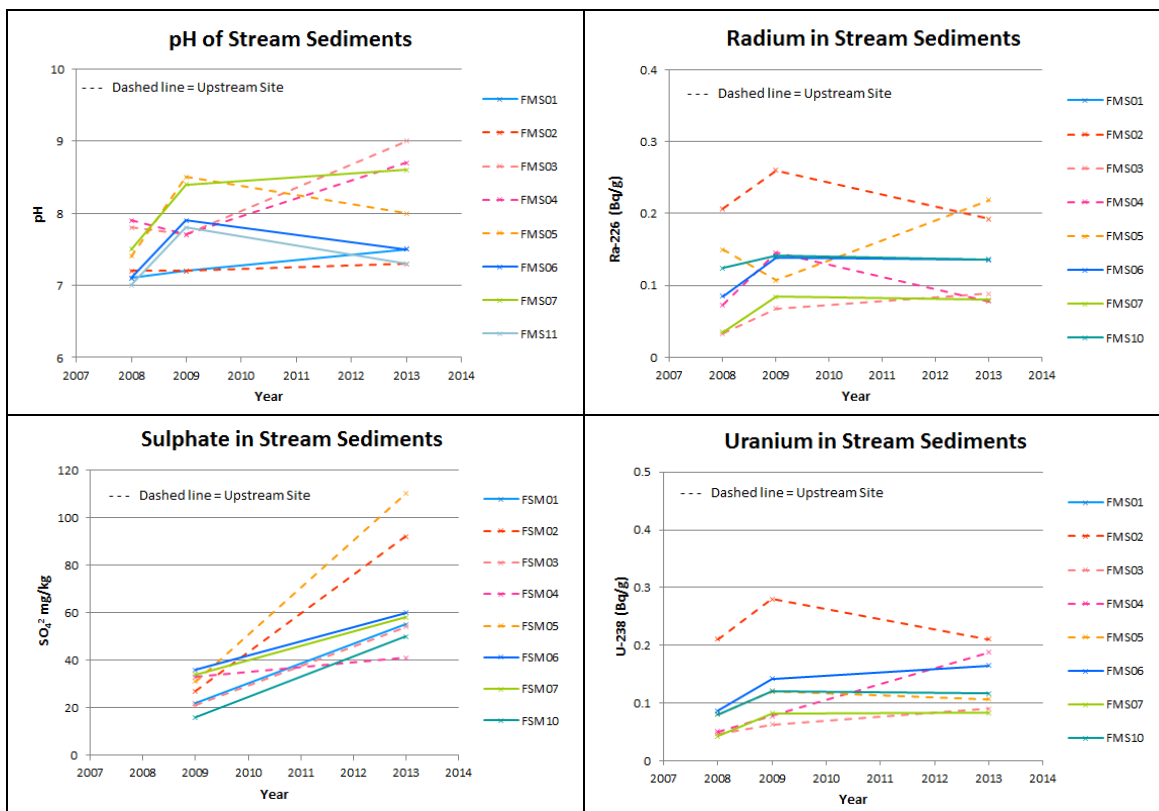 pH of Stream Sediments
10
9
8
7
6
pH
--- Dashed line = Upstream Site
2007 2008 2009 2010 2011 2012 2013 2014
Year
FMS01
FMS02
FMS03
FMS04
FMS05
FMS06
FMS07
FMS11
Radium in Stream Sediments
0.4
0.3
0.2
0.1
0
Ra-226 (Bq/g)
--- Dashed line = Upstream Site
2007 2008 2009 2010 2011 2012 2013 2014
Year
FMS01
FMS02
FMS03
FMS04
FMS05
FMS06
FMS07
FMS10
Sulphate in Stream Sediments
120
100
80
60
40
20
0
SO₄² mg/kg
--- Dashed line = Upstream Site
2007 2008 2009 2010 2011 2012 2013 2014
Year
FSM01
FSM02
FSM03
FSM04
FSM05
FSM06
FSM07
FSM10
Uranium in Stream Sediments
0.5
0.4
0.3
0.2
0.1
0
U-238 (Bq/g)
--- Dashed line = Upstream Site
2007 2008 2009 2010 2011 2012 2013 2014
Year
FMS01
FMS02
FMS03
FMS04
FMS05
FMS06
FMS07
FMS10